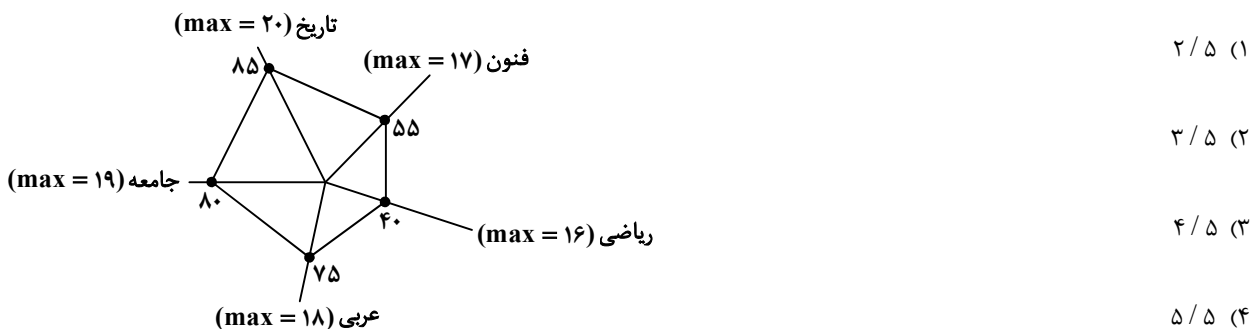 تاریخ (max = ۲۰)
فنون (max = ۱۷)
۸۵
۵۵
جامعه (max = ۱۹)
۸۰
۴۰
ریاضی (max = ۱۶)
۷۵
عربی (max = ۱۸)
۱) ۲/۵
۲) ۳/۵
۳) ۴/۵
۴) ۵/۵